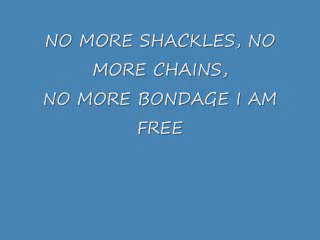 NO MORE SHACKLES, NO
MORE CHAINS,
NO MORE BONDAGE I AM
FREE